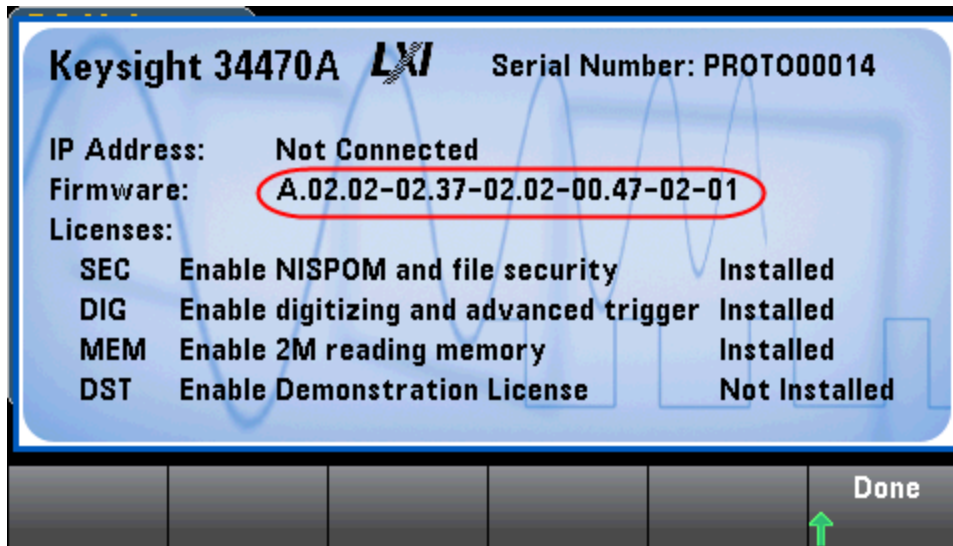 Keysight 34470A LXI Serial Number: PROTO00014
IP Address: Not Connected
Firmware: A.02.02-02.37-02.02-00.47-02-01
Licenses:
SEC Enable NISPOM and file security Installed
DIG Enable digitizing and advanced trigger Installed
MEM Enable 2M reading memory Installed
DST Enable Demonstration License Not Installed
Done